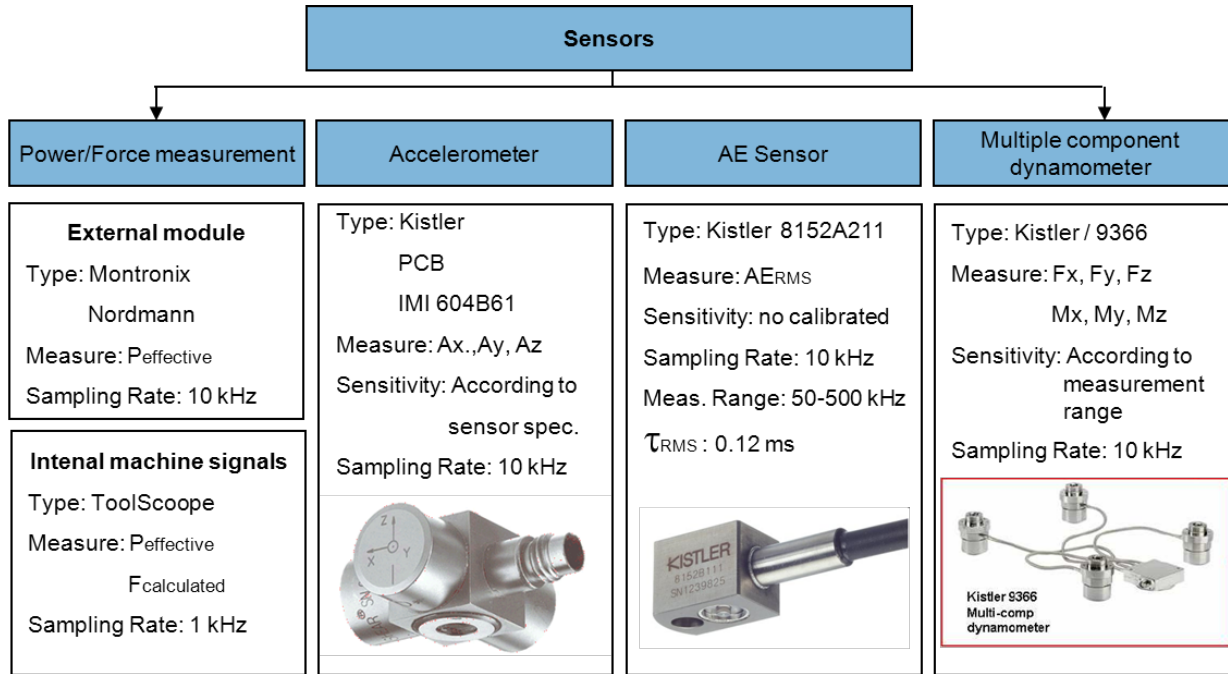 Sensors
Power/Force measurement
External module
Type: Montronix
Nordmann
Measure: Peffective
Sampling Rate: 10 kHz
Intenal machine signals
Type: ToolScoope
Measure: Peffective
Fcalculated
Sampling Rate: 1 kHz
Accelerometer
Type: Kistler
PCB
IMI 604B61
Measure: Ax.,Ay, Az
Sensitivity: According to
sensor spec.
Sampling Rate: 10 kHz
Z
X
Y
SN
AE Sensor
Type: Kistler 8152A211
Measure: AERMS
Sensitivity: no calibrated
Sampling Rate: 10 kHz
Meas. Range: 50-500 kHz
τRMS : 0.12 ms
KISTLER
8152B111
SN1239825
Multiple component
dynamometer
Type: Kistler / 9366
Measure: Fx, Fy, Fz
Mx, My, Mz
Sensitivity: According to
measurement
range
Sampling Rate: 10 kHz
Kistler 9366
Multi-comp
dynamometer